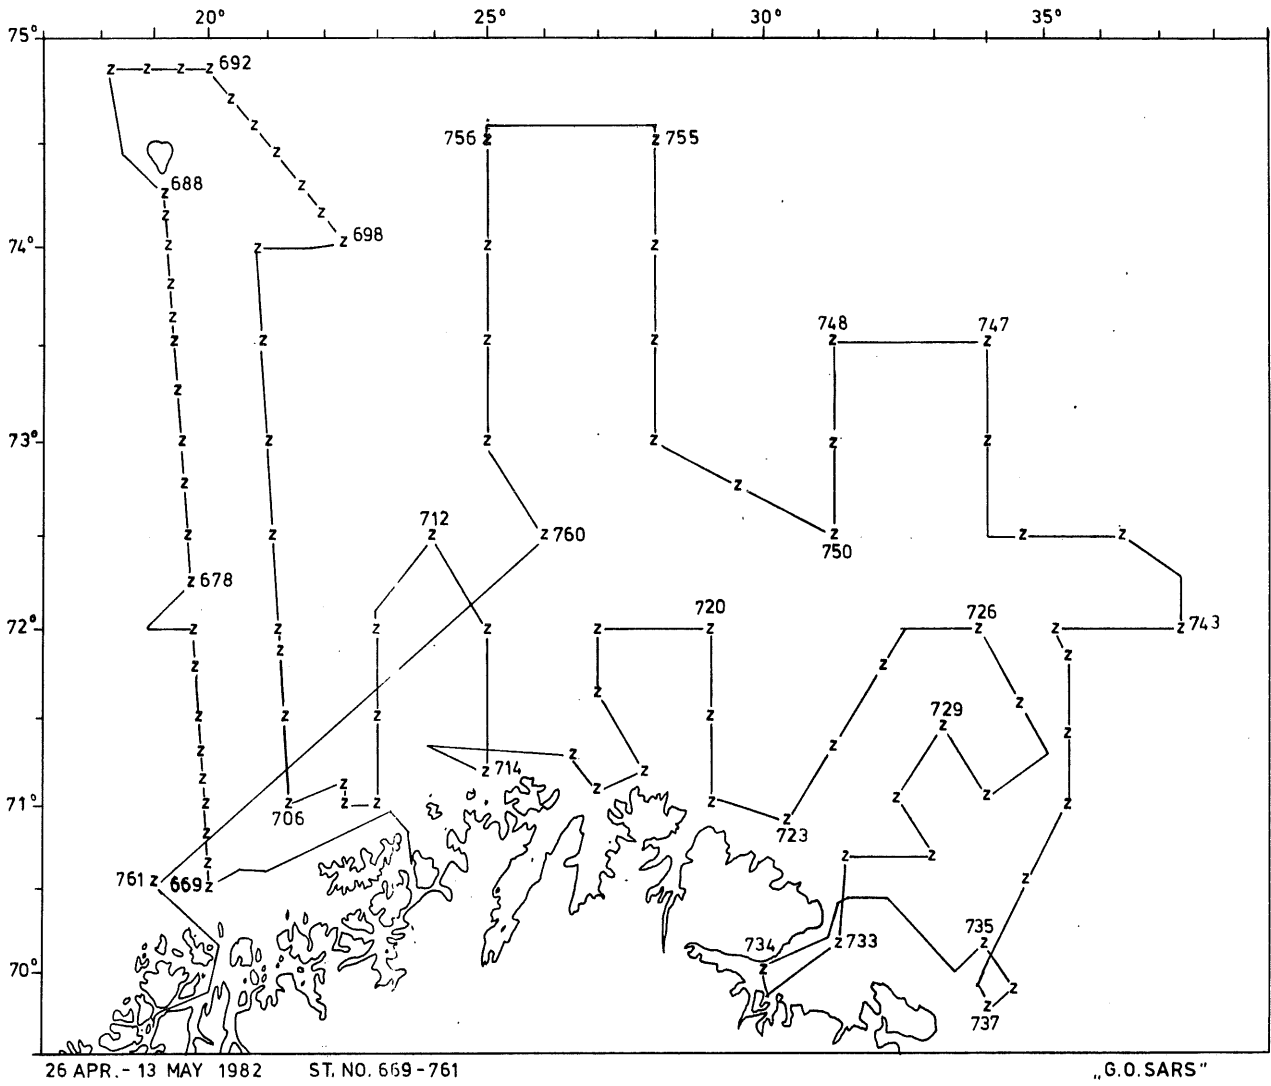 20° 25° 30° 35°
75°
Z Z Z Z 692
Z
Z
756 Z Z 755
Z
Z 688 Z
Z Z
Z 698
74° Z Z Z Z
Z
Z
748 747
Z Z Z Z Z Z
Z
73° Z Z Z Z Z Z
Z Z
712
Z Z Z Z 760 Z Z Z
750
Z 678
720 726
72° Z Z Z Z Z Z Z Z Z 743
Z Z Z
Z Z
Z 729
Z Z Z Z Z Z
Z Z Z
Z Z Z 714 Z
Z Z
71° Z Z Z Z Z Z Z Z
706 Z 723
Z
Z Z Z
761 Z 669 Z Z
735
734 Z 733 Z
70° Z
Z
Z
737
26 APR. - 13 MAY 1982 ST. NO. 669 - 761 „G.O. SARS"